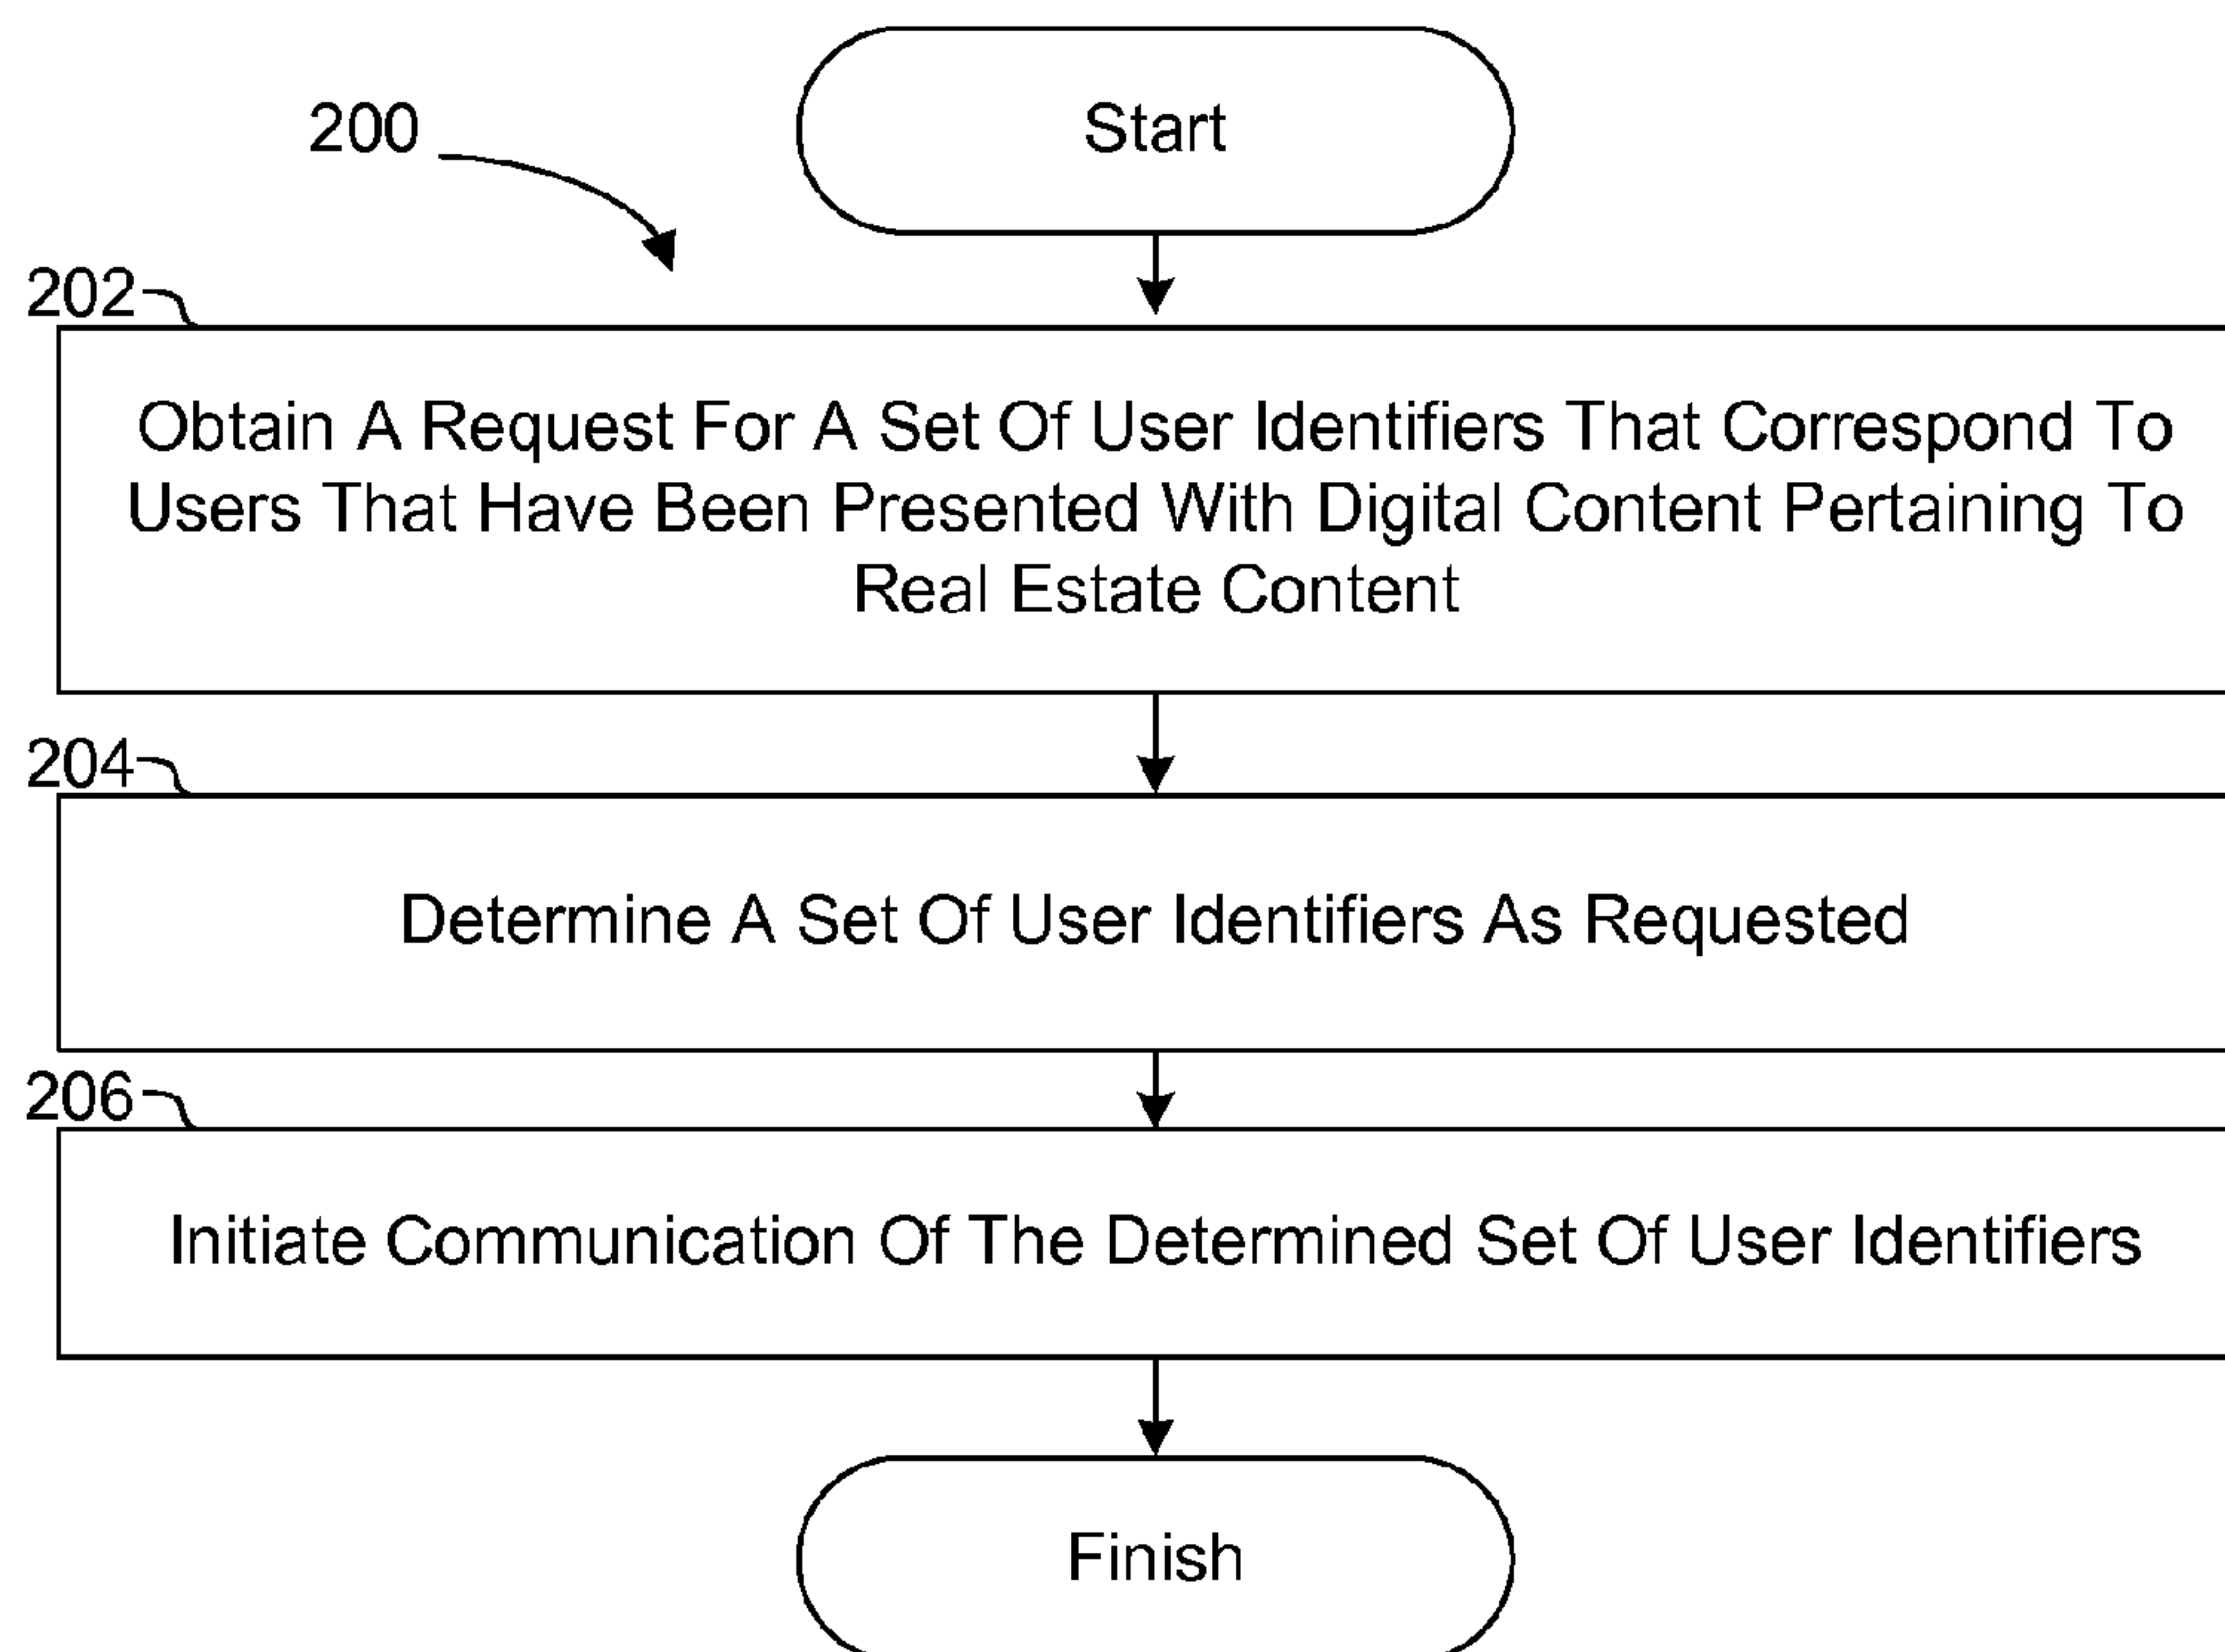 Start
200
202
Obtain A Request For A Set Of User Identifiers That Correspond To
Users That Have Been Presented With Digital Content Pertaining To
Real Estate Content
204
Determine A Set Of User Identifiers As Requested
206
Initiate Communication Of The Determined Set Of User Identifiers
Finish